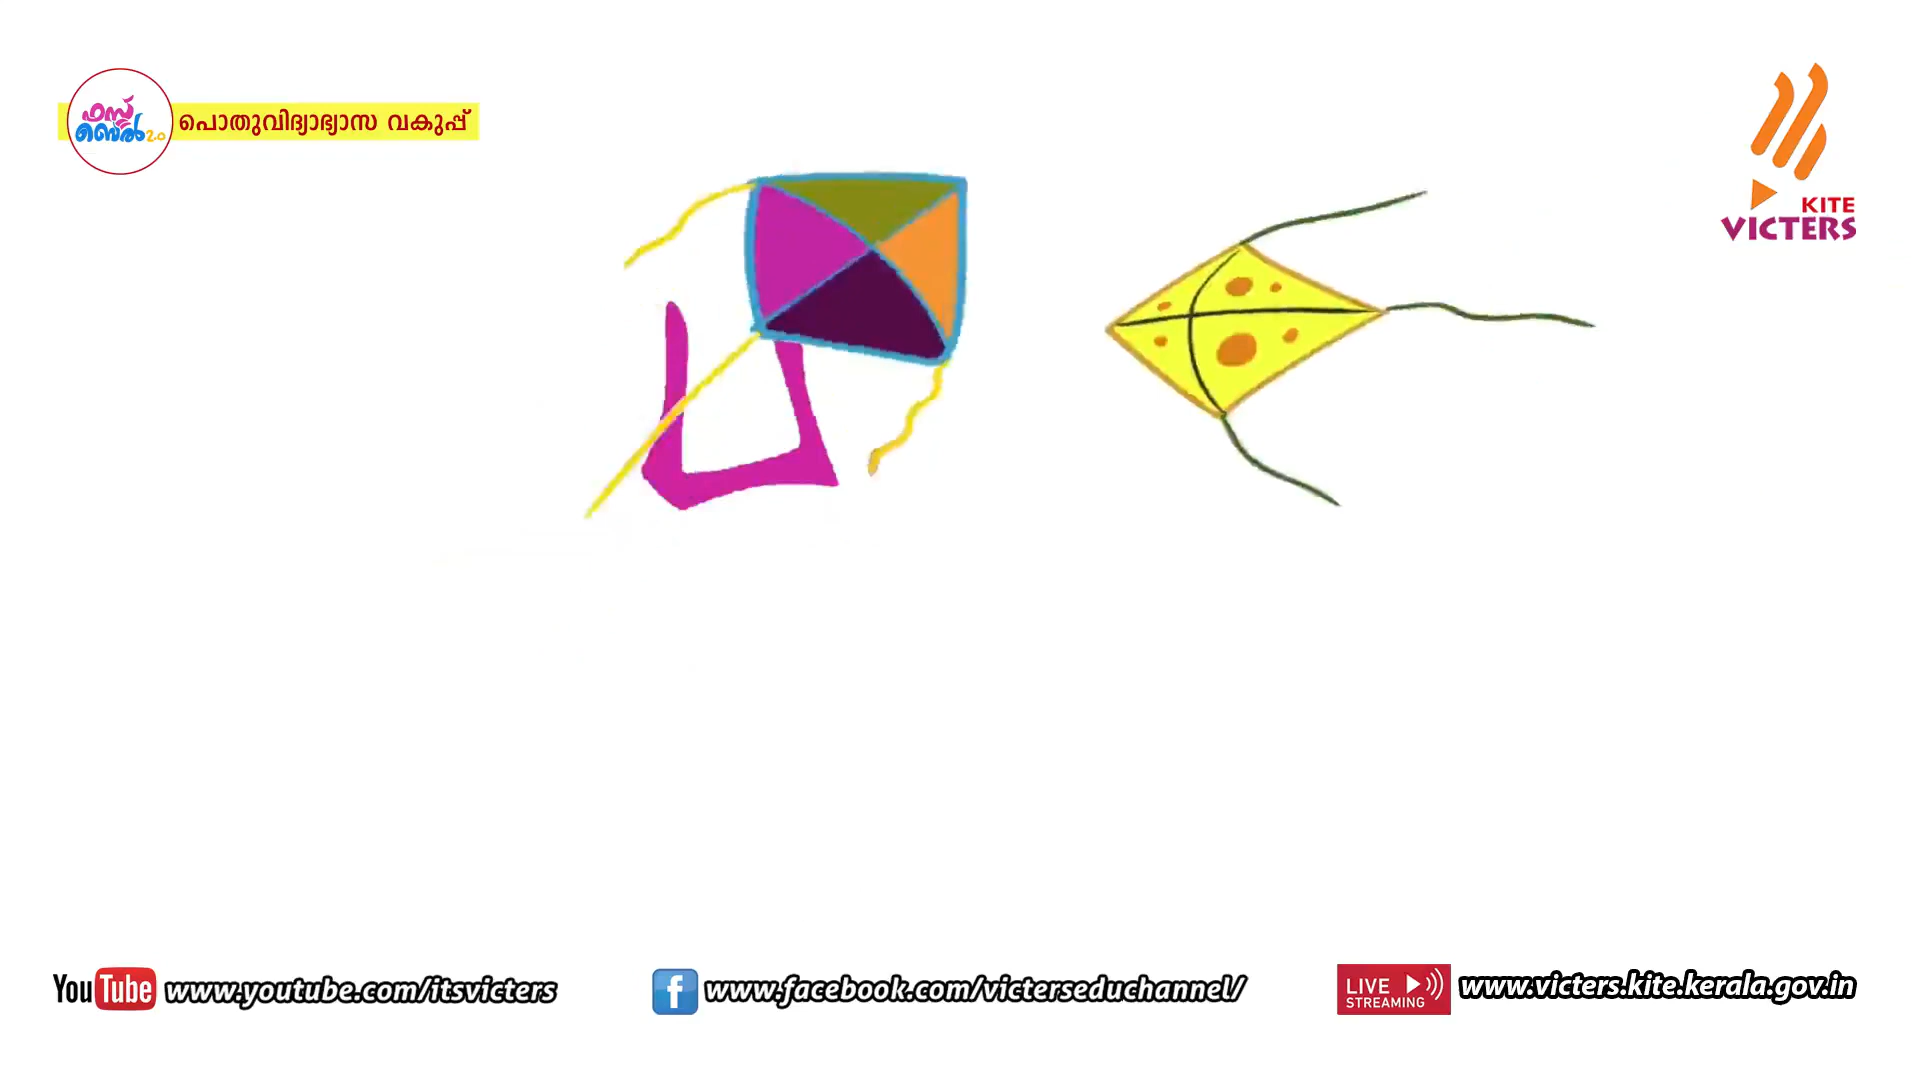 ഫസ്റ്റ്
ബെൽ 2.0
പൊതുവിദ്യാഭ്യാസ വകുപ്പ്
KITE
VICTERS
പ
YouTube www.youtube.com/itsvicters
f www.facebook.com/victerseduchannel/
LIVE
STREAMING
www.victers.kite.kerala.gov.in